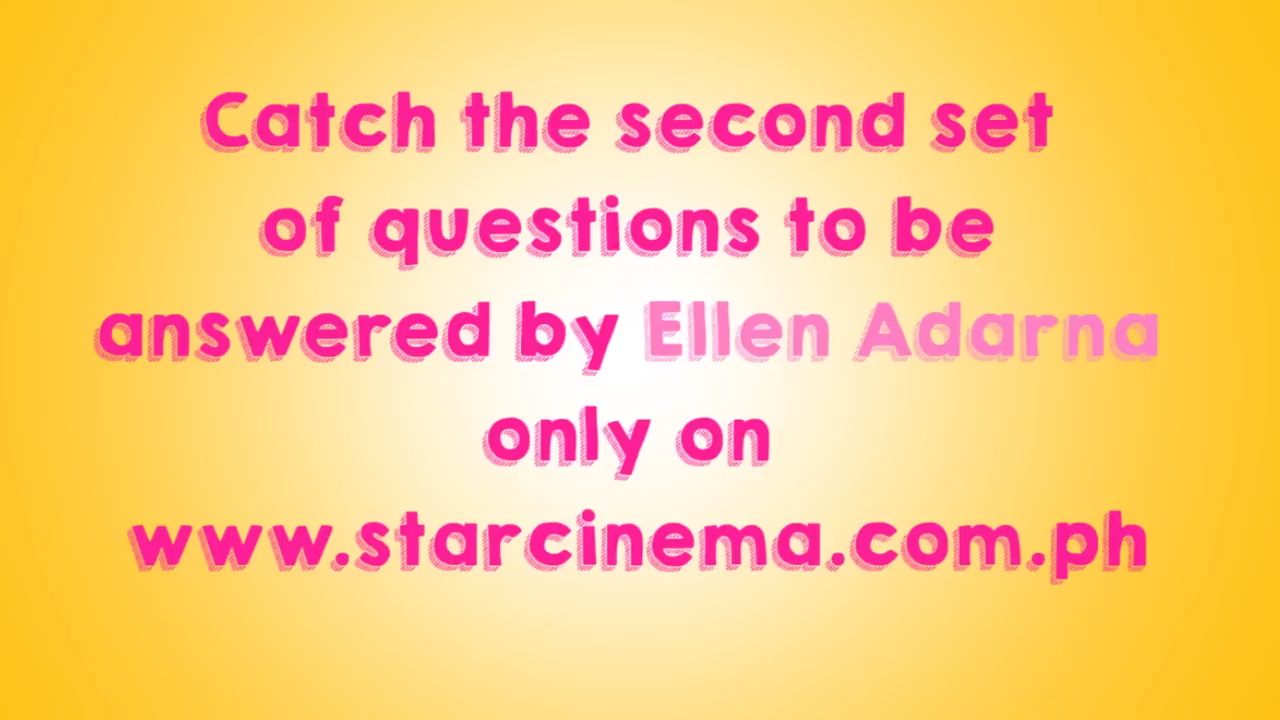 Catch the second set
of questions to be
answered by Ellen Adarna
only on
www.starcinema.com.ph